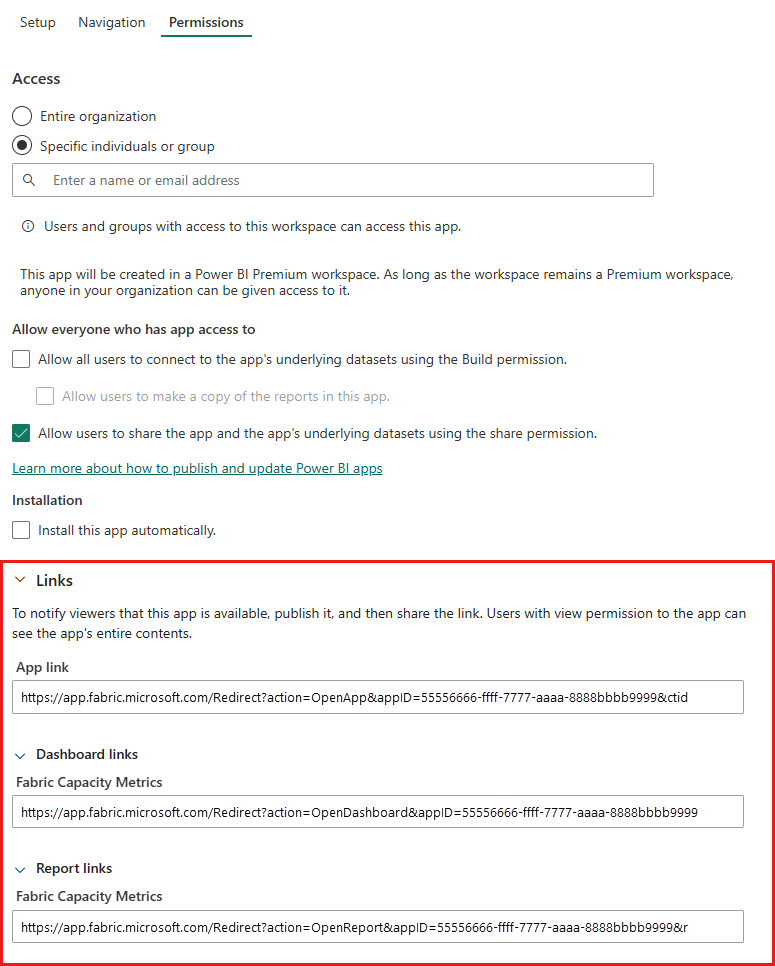 Setup Navigation Permissions
Access
Entire organization
Specific individuals or group
Enter a name or email address
Users and groups with access to this workspace can access this app.
This app will be created in a Power BI Premium workspace. As long as the workspace remains a Premium workspace,
anyone in your organization can be given access to it.
Allow everyone who has app access to
Allow all users to connect to the app's underlying datasets using the Build permission.
Allow users to make a copy of the reports in this app.
Allow users to share the app and the app's underlying datasets using the share permission.
Learn more about how to publish and update Power BI apps
Installation
Install this app automatically.
Links
To notify viewers that this app is available, publish it, and then share the link. Users with view permission to the app can
see the app's entire contents.
App link
https://app.fabric.microsoft.com/Redirect?action=OpenApp&appID=55556666-ffff-7777-aaaa-8888bbbb9999&ctid
Dashboard links
Fabric Capacity Metrics
https://app.fabric.microsoft.com/Redirect?action=OpenDashboard&appID=55556666-ffff-7777-aaaa-8888bbbb9999
Report links
Fabric Capacity Metrics
https://app.fabric.microsoft.com/Redirect?action=OpenReport&appID=55556666-ffff-7777-aaaa-8888bbbb9999&r